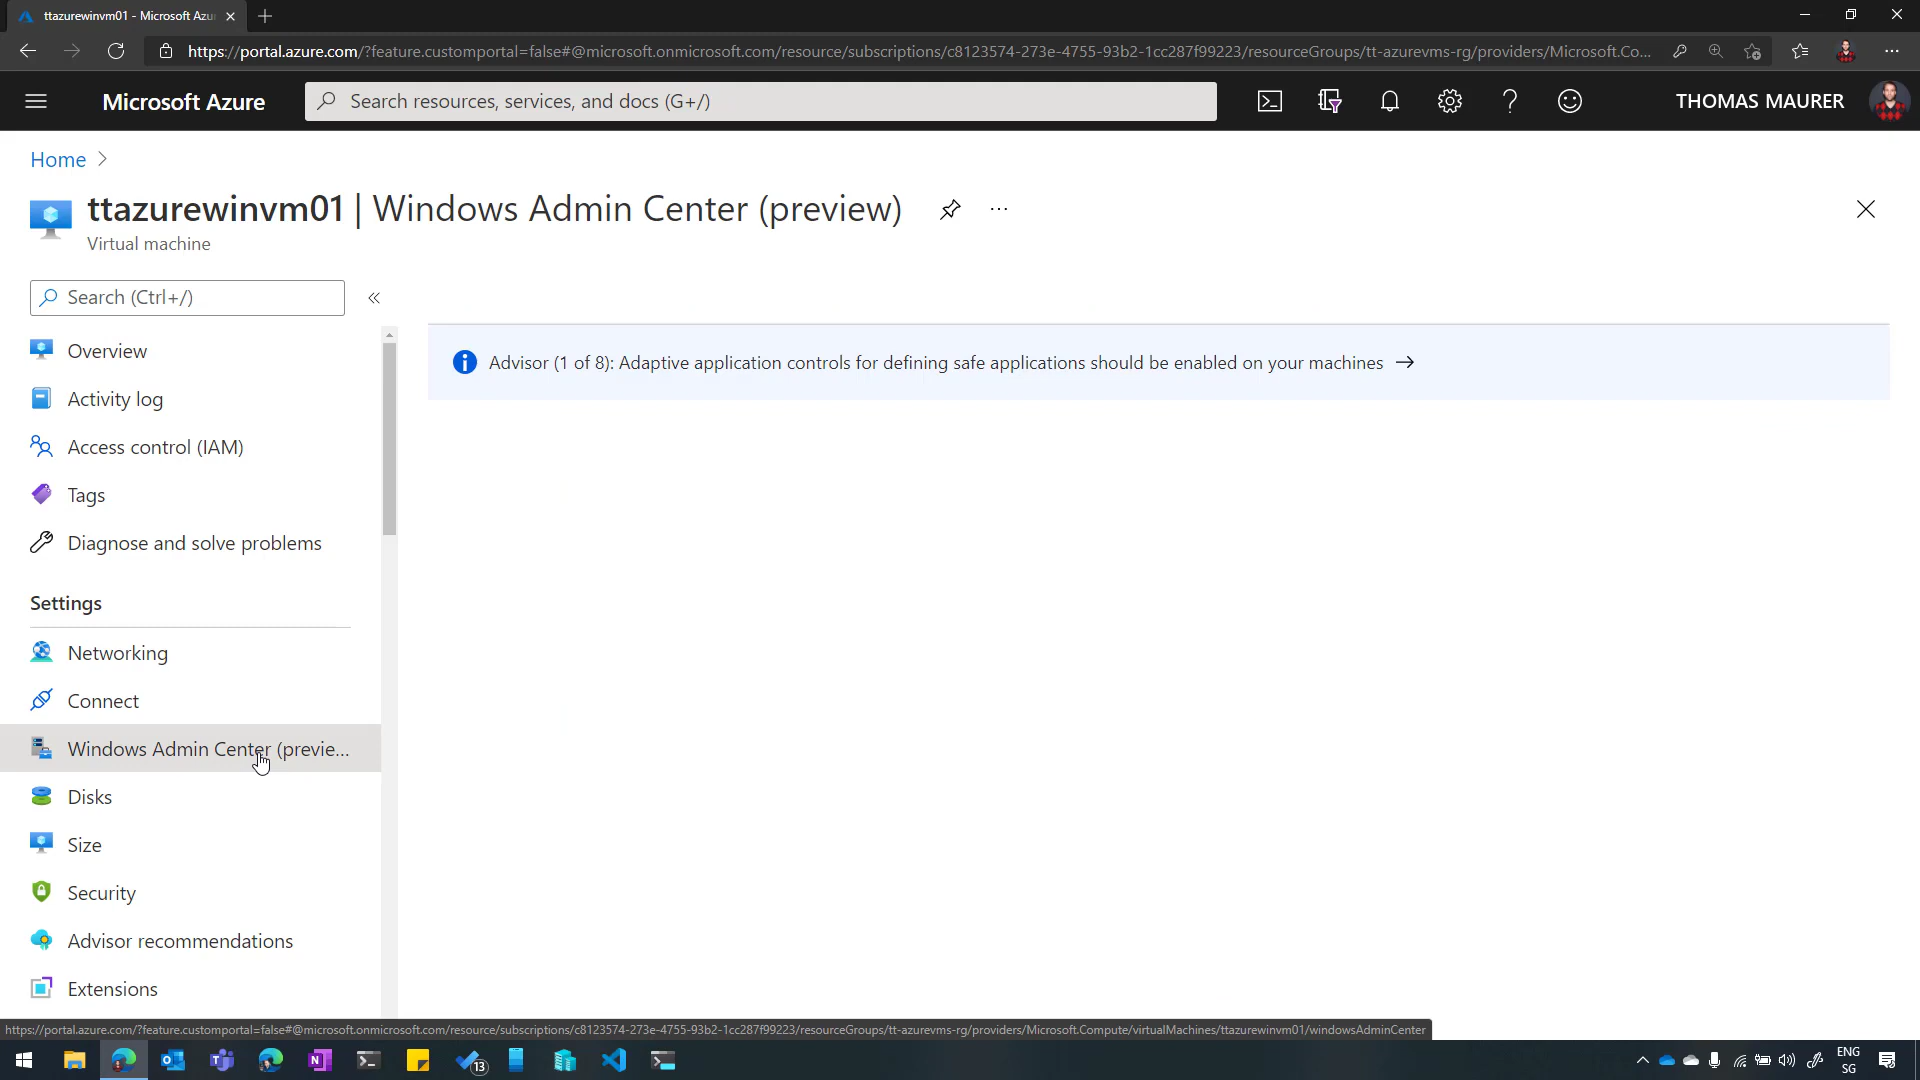 ttazurewinvm01 - Microsoft Azu
https://portal.azure.com/?feature.customportal=false#@microsoft.onmicrosoft.com/resource/subscriptions/c8123574-273e-4755-93b2-1cc287f99223/resourceGroups/tt-azurevms-rg/providers/Microsoft.Co...
Microsoft Azure
Search resources, services, and docs (G+/)
THOMAS MAURER
Home
ttazurewinvm01 | Windows Admin Center (preview)
Virtual machine
Search (Ctrl+/)
Overview
Activity log
Access control (IAM)
Tags
Diagnose and solve problems
Settings
Networking
Connect
Windows Admin Center (previe...
Disks
Size
Security
Advisor recommendations
Extensions
Advisor (1 of 8): Adaptive application controls for defining safe applications should be enabled on your machines
https://portal.azure.com/?feature.customportal=false#@microsoft.onmicrosoft.com/resource/subscriptions/c8123574-273e-4755-93b2-1cc287f99223/resourceGroups/tt-azurevms-rg/providers/Microsoft.Compute/virtualMachines/ttazurewinvm01/windowsAdminCenter
13
ENG
SG